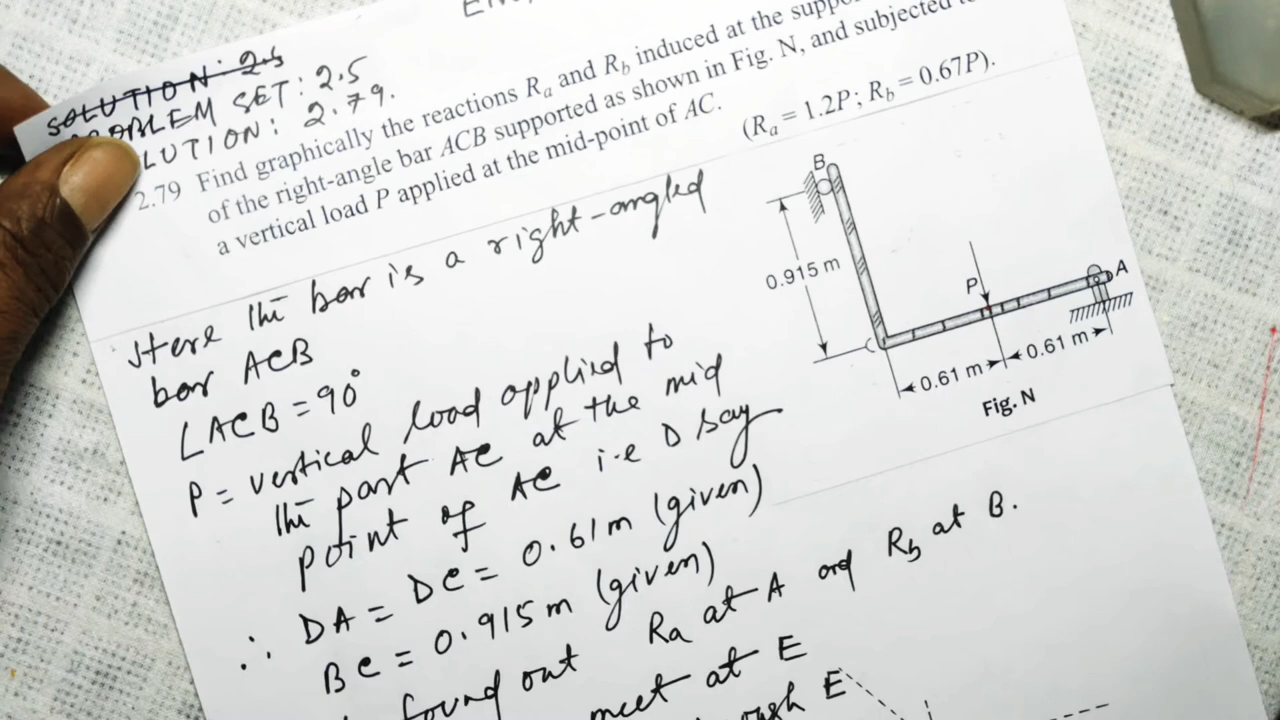 EN
SOLUTION: 2.5
PROBLEM SET: 2.5
LUTION: 2.79.
2.79 Find graphically the reactions Ra and Rb induced at the
of the right-angle bar ACB supported as shown in Fig. N, and subjected
a vertical load P applied at the mid-point of AC.
(Ra = 1.2P; Rb = 0.67P).
B
0.915 m
P
A
C
0.61 m
0.61 m
Fig. N
Here the bar is a right-angled
bar ACB
∠ACB = 90°
P = vertical load applied to
the part AC at the mid
point of AC i.e D say
∴ DA = DC = 0.61m (given)
BC = 0.915m (given)
found out Ra at A and Rb at B.
meet at E
E